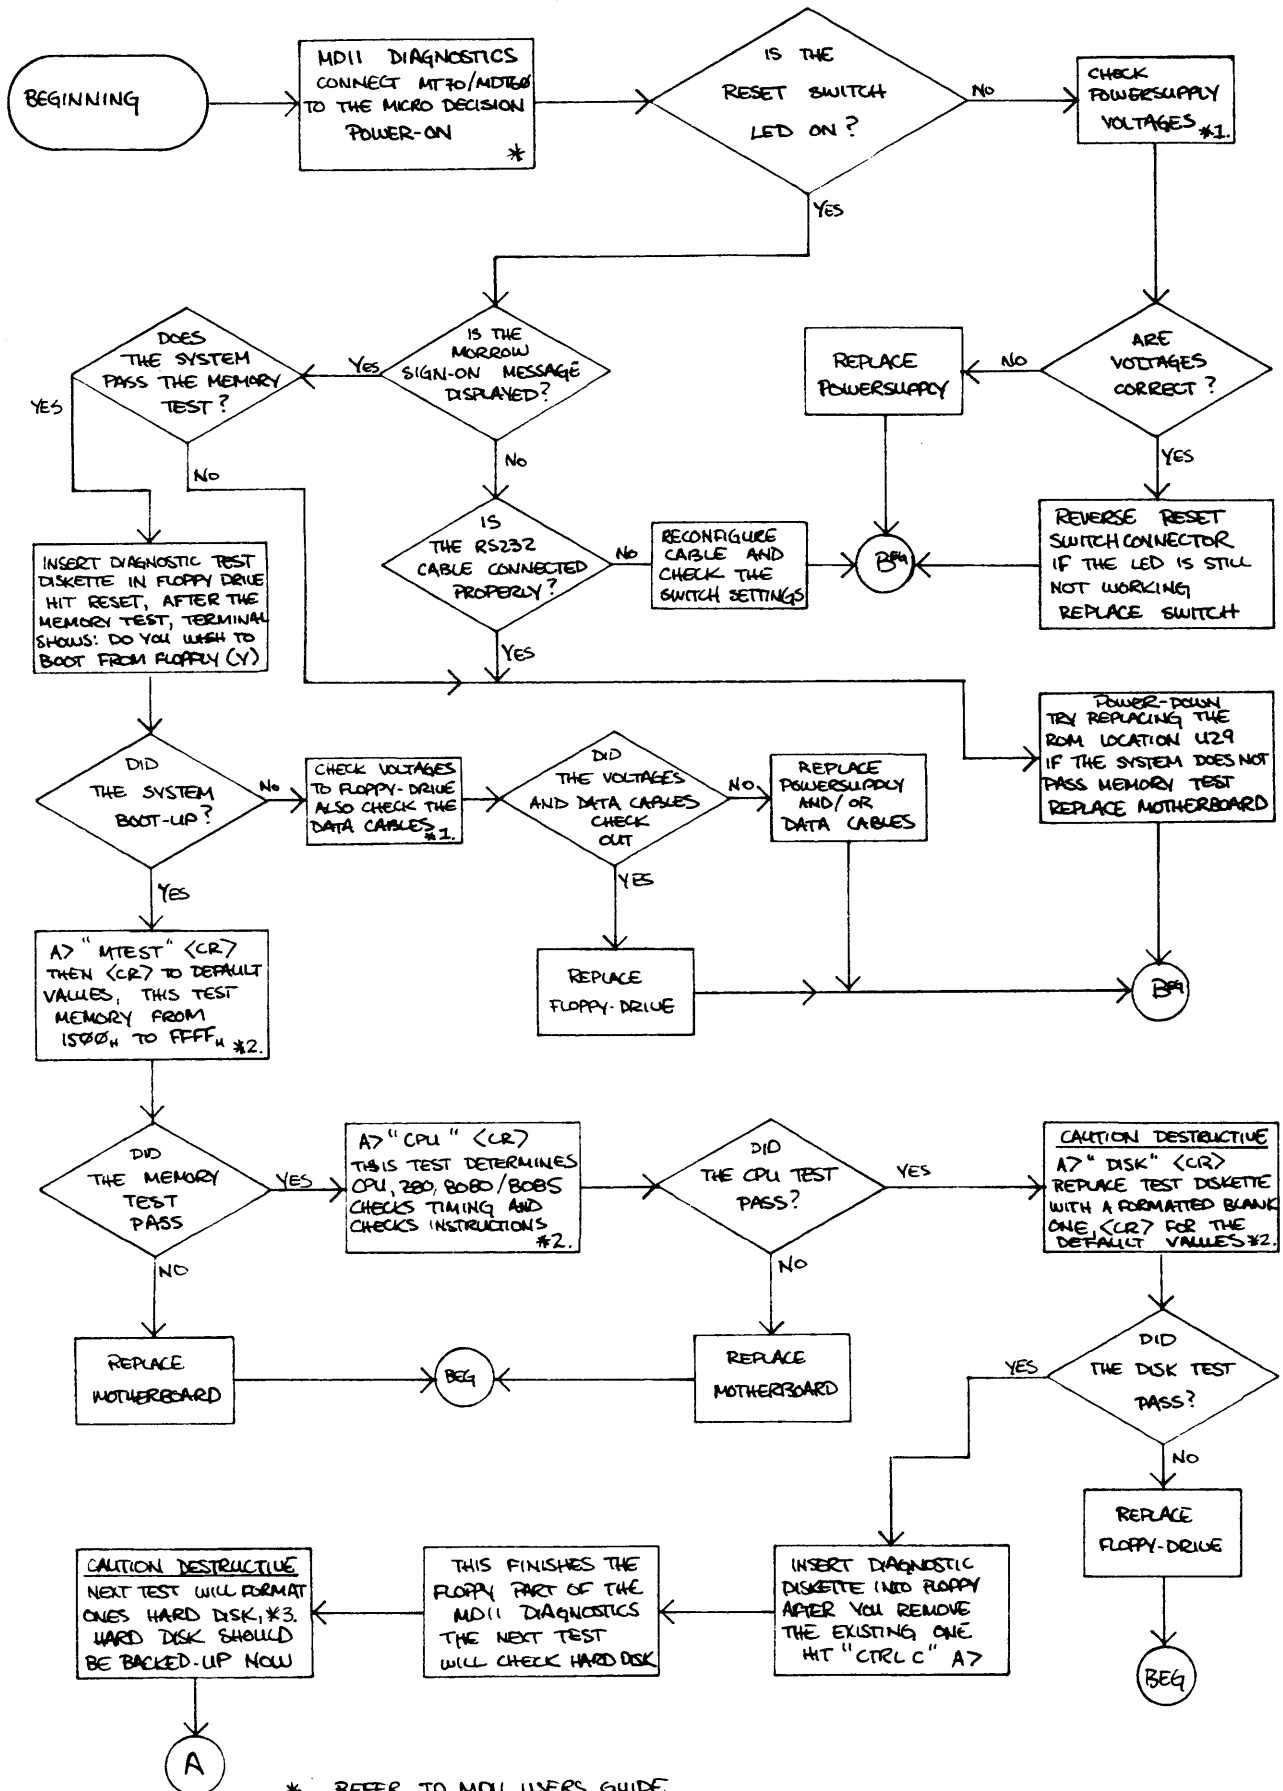 BEGINNING
MD11 DIAGNOSTICS
CONNECT MT70/MDT60
TO THE MICRO DECISION
POWER-ON
*
IS THE
RESET SWITCH
LED ON?
NO
CHECK
POWERSUPPLY
VOLTAGES *1.
YES
DOES
THE SYSTEM
PASS THE MEMORY
TEST?
YES
IS THE
MORROW
SIGN-ON MESSAGE
DISPLAYED?
REPLACE
POWERSUPPLY
NO
ARE
VOLTAGES
CORRECT?
YES
NO
NO
YES
INSERT DIAGNOSTIC TEST
DISKETTE IN FLOPPY DRIVE
HIT RESET, AFTER THE
MEMORY TEST, TERMINAL
SHOWS: DO YOU WISH TO
BOOT FROM FLOPPLY (Y)
IS
THE RS232
CABLE CONNECTED
PROPERLY?
NO
RECONFIGURE
CABLE AND
CHECK THE
SWITCH SETTINGS
BEG
REVERSE RESET
SWITCH CONNECTOR
IF THE LED IS STILL
NOT WORKING
REPLACE SWITCH
YES
DID
THE SYSTEM
BOOT-UP?
NO
CHECK VOLTAGES
TO FLOPPY-DRIVE
ALSO CHECK THE
DATA CABLES *1.
DID
THE VOLTAGES
AND DATA CABLES
CHECK
OUT
NO
REPLACE
POWERSUPPLY
AND/OR
DATA CABLES
POWER-DOWN
TRY REPLACING THE
ROM LOCATION U29
IF THE SYSTEM DOES NOT
PASS MEMORY TEST
REPLACE MOTHERBOARD
YES
YES
A> "MTEST" <CR>
THEN <CR> TO DEFAULT
VALUES, THIS TEST
MEMORY FROM
1500H TO FFFFH *2.
REPLACE
FLOPPY-DRIVE
BEG
DID
THE MEMORY
TEST
PASS
YES
A> "CPU" <CR>
THIS TEST DETERMINES
CPU, Z80, 8080/8085
CHECKS TIMING AND
CHECKS INSTRUCTIONS
*2.
DID
THE CPU TEST
PASS?
YES
CAUTION DESTRUCTIVE
A> "DISK" <CR>
REPLACE TEST DISKETTE
WITH A FORMATTED BLANK
ONE, <CR> FOR THE
DEFAULT VALUES *2.
NO
NO
REPLACE
MOTHERBOARD
BEG
REPLACE
MOTHERBOARD
YES
DID
THE DISK TEST
PASS?
NO
REPLACE
FLOPPY-DRIVE
CAUTION DESTRUCTIVE
NEXT TEST WILL FORMAT
ONES HARD DISK, *3.
HARD DISK SHOULD
BE BACKED-UP NOW
THIS FINISHES THE
FLOPPY PART OF THE
MD11 DIAGNOSTICS
THE NEXT TEST
WILL CHECK HARD DISK
INSERT DIAGNOSTIC
DISKETTE INTO FLOPPY
AFTER YOU REMOVE
THE EXISTING ONE
HIT "CTRL C" A>
BEG
A
* REFER TO MD11 USERS GUIDE